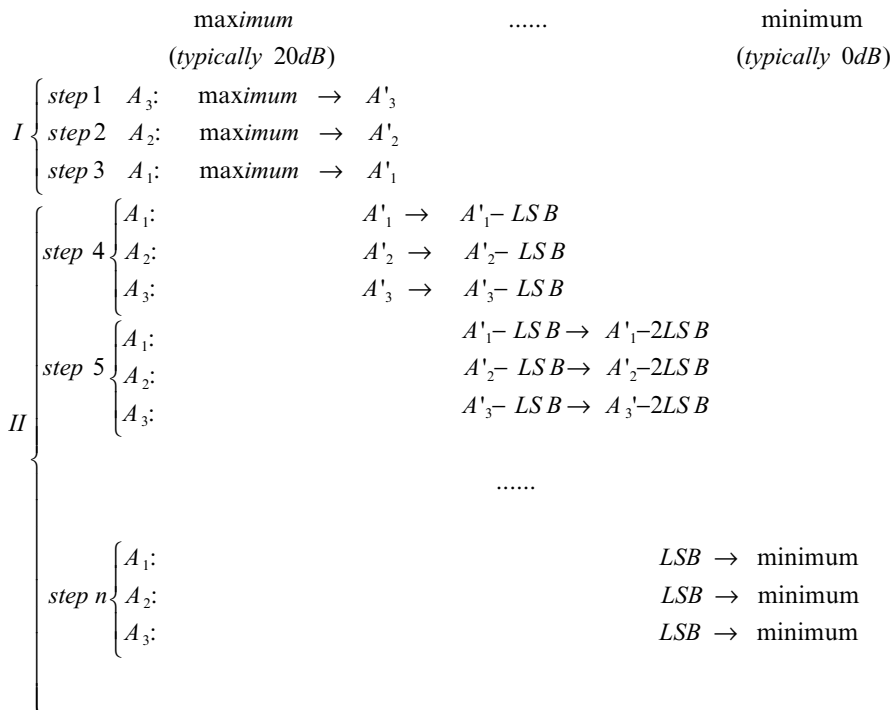 maximum ...... minimum
(typically 20dB) (typically 0dB)
step 1 A₃: maximum → A'₃
I step 2 A₂: maximum → A'₂
step 3 A₁: maximum → A'₁
A₁: A'₁ → A'₁– LSB
step 4 A₂: A'₂ → A'₂– LSB
A₃: A'₃ → A'₃– LSB
A₁: A'₁– LSB → A'₁–2LSB
step 5 A₂: A'₂– LSB → A'₂–2LSB
A₃: A'₃– LSB → A₃'–2LSB
II
......
A₁: LSB → minimum
step n A₂: LSB → minimum
A₃: LSB → minimum